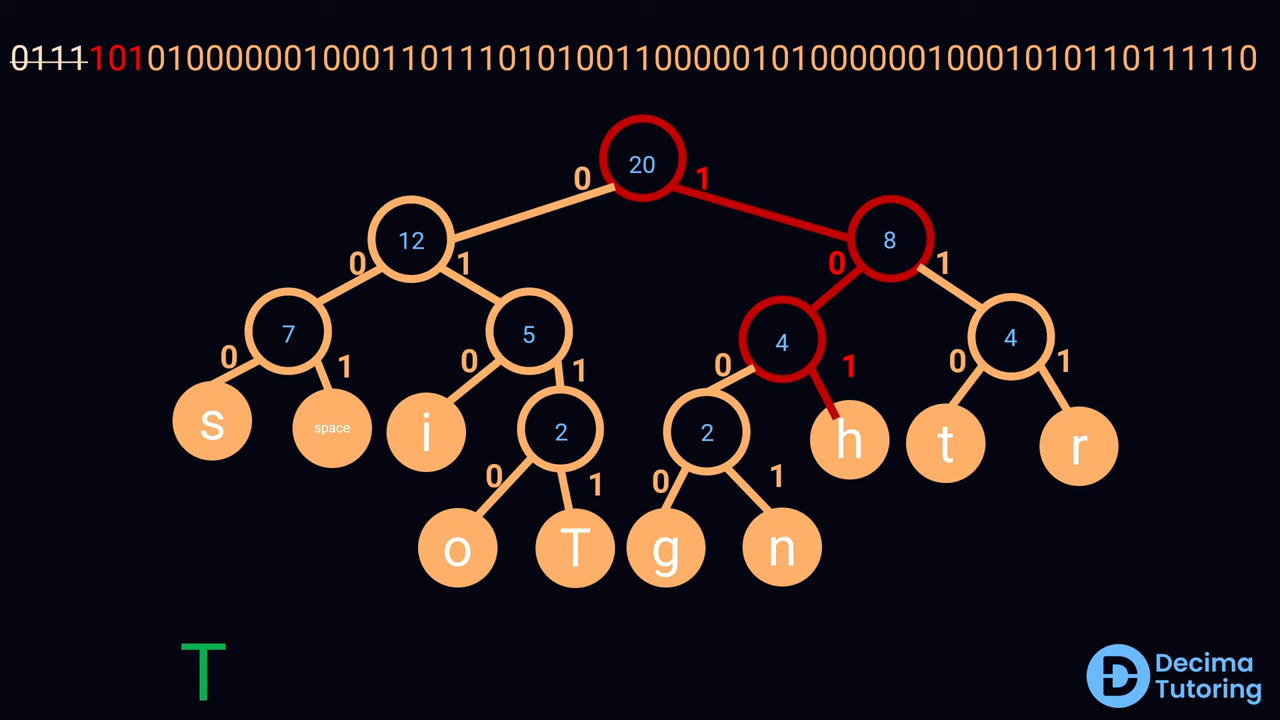 0111101010000001000110111010100110000010100000010001010110111110
20
0 1
12 8
0 1 0 1
7 5 4 4
0 1 0 1 0 1 0 1
s space i 2 2 h t r
0 1 0 1
o T g n
T
Decima
Tutoring